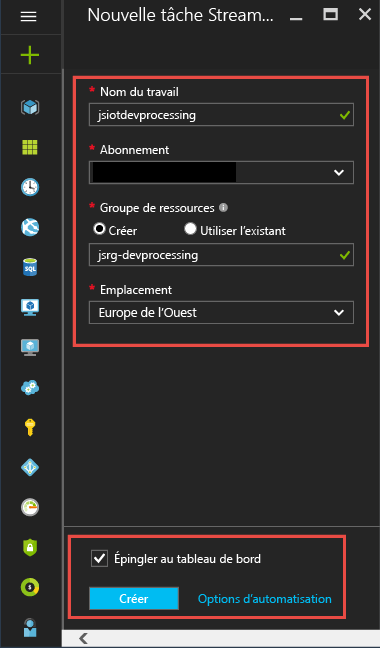 Nouvelle tâche Stream...
* Nom du travail
jsiotdevprocessing
* Abonnement
* Groupe de ressources
Créer
Utiliser l'existant
jsrg-devprocessing
* Emplacement
Europe de l'Ouest
Épingler au tableau de bord
Créer
Options d'automatisation
SQL